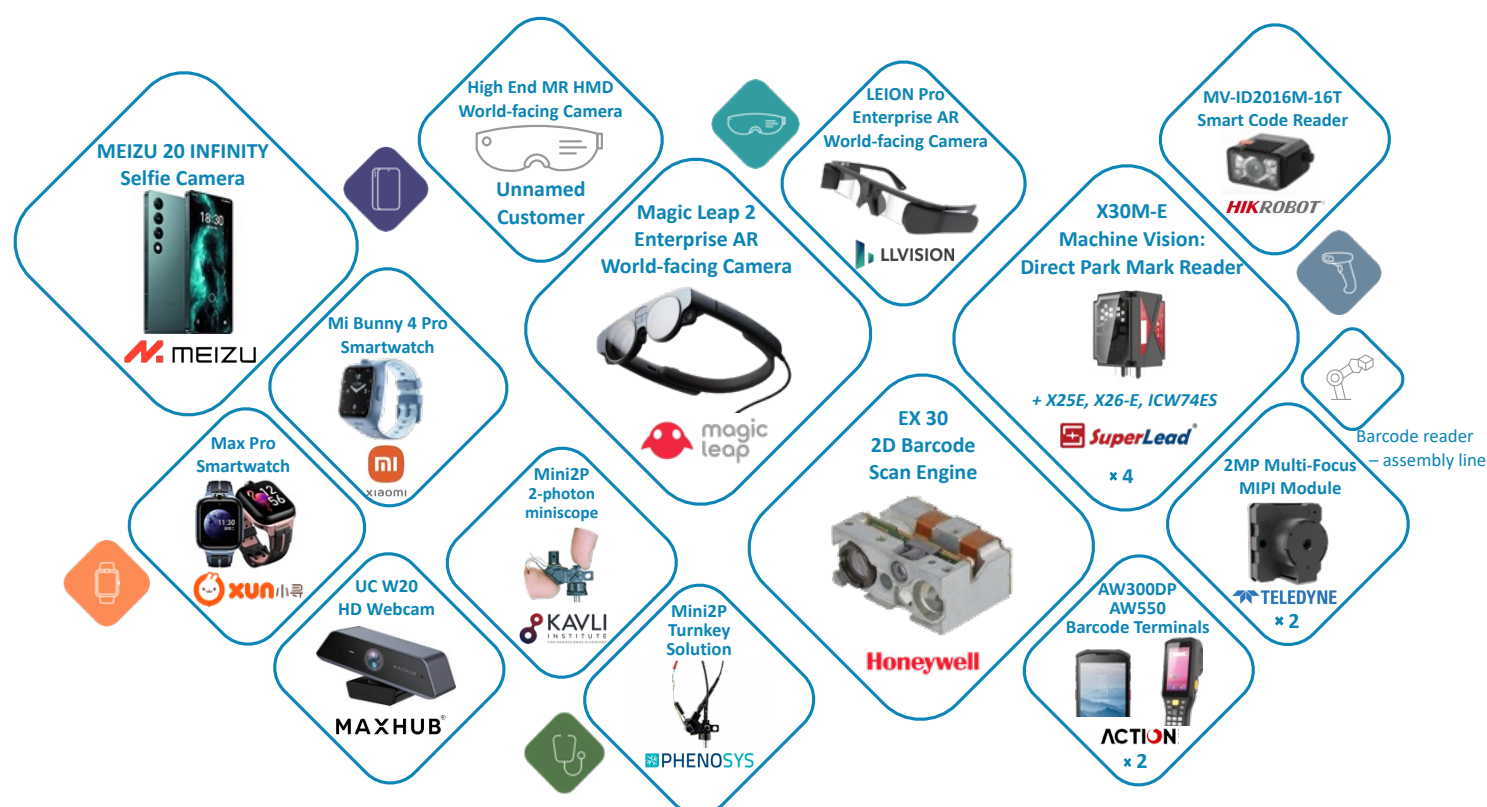 MEIZU 20 INFINITY
Selfie Camera
18:30
MEIZU
High End MR HMD
World-facing Camera
Unnamed
Customer
LEION Pro
Enterprise AR
World-facing Camera
LLVISION
MV-ID2016M-16T
Smart Code Reader
HIKROBOT
Magic Leap 2
Enterprise AR
World-facing Camera
magic
leap
X30M-E
Machine Vision:
Direct Park Mark Reader
+ X25E, X26-E, ICW74ES
SuperLead®
× 4
Mi Bunny 4 Pro
Smartwatch
xiaomi
Max Pro
Smartwatch
11:30
xun小寻
UC W20
HD Webcam
MAXHUB
MAXHUB®
Mini2P
2-photon
miniscope
KAVLI
INSTITUTE
Mini2P
Turnkey
Solution
PHENOSYS
EX 30
2D Barcode
Scan Engine
Honeywell
Barcode reader
– assembly line
2MP Multi-Focus
MIPI Module
TELEDYNE
× 2
AW300DP
AW550
Barcode Terminals
ACTION
× 2